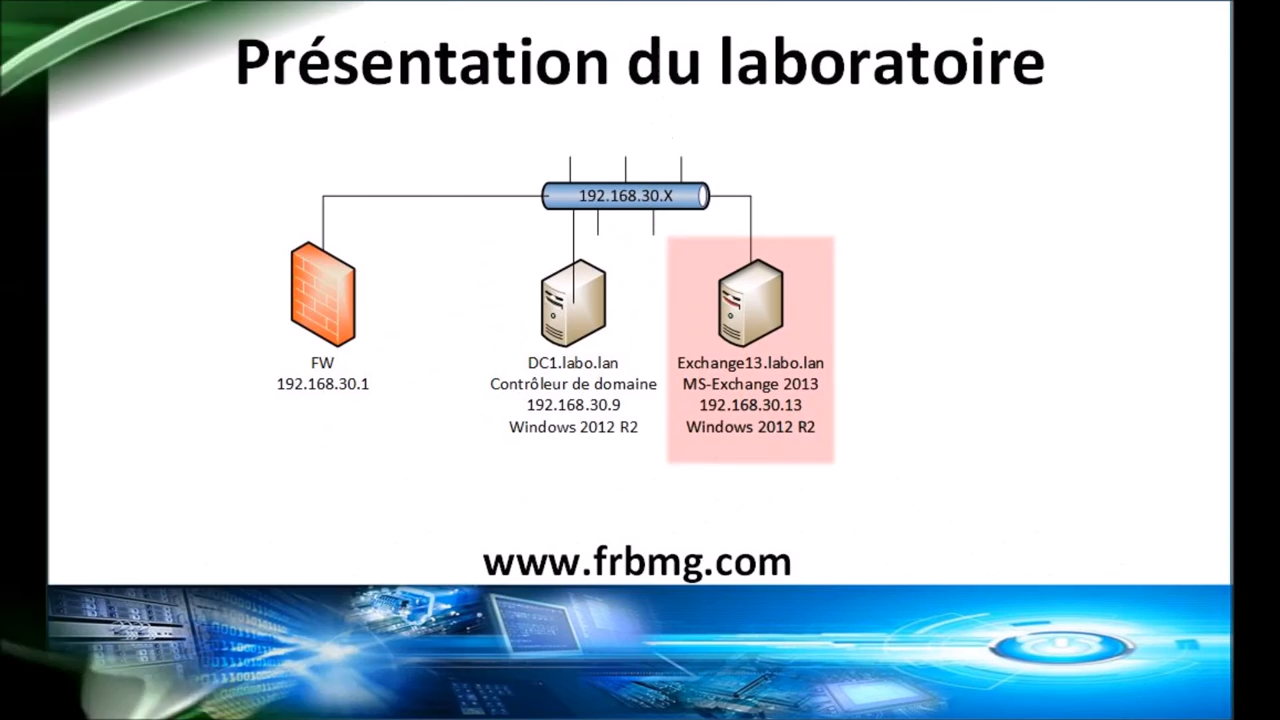 Présentation du laboratoire
192.168.30.X
FW
192.168.30.1
DC1.labo.lan
Contrôleur de domaine
192.168.30.9
Windows 2012 R2
Exchange13.labo.lan
MS-Exchange 2013
192.168.30.13
Windows 2012 R2
www.frbmg.com